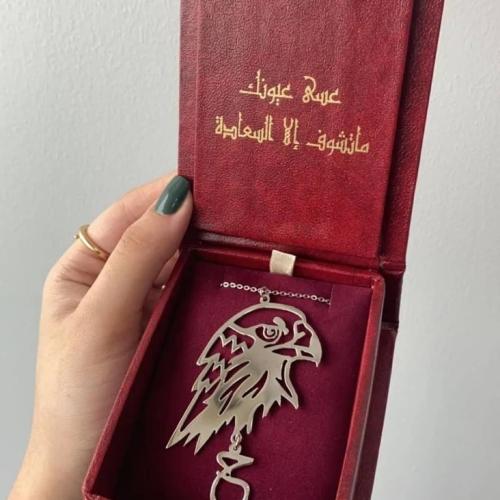 عسى عيونك
ماتشوف إلا السعادة